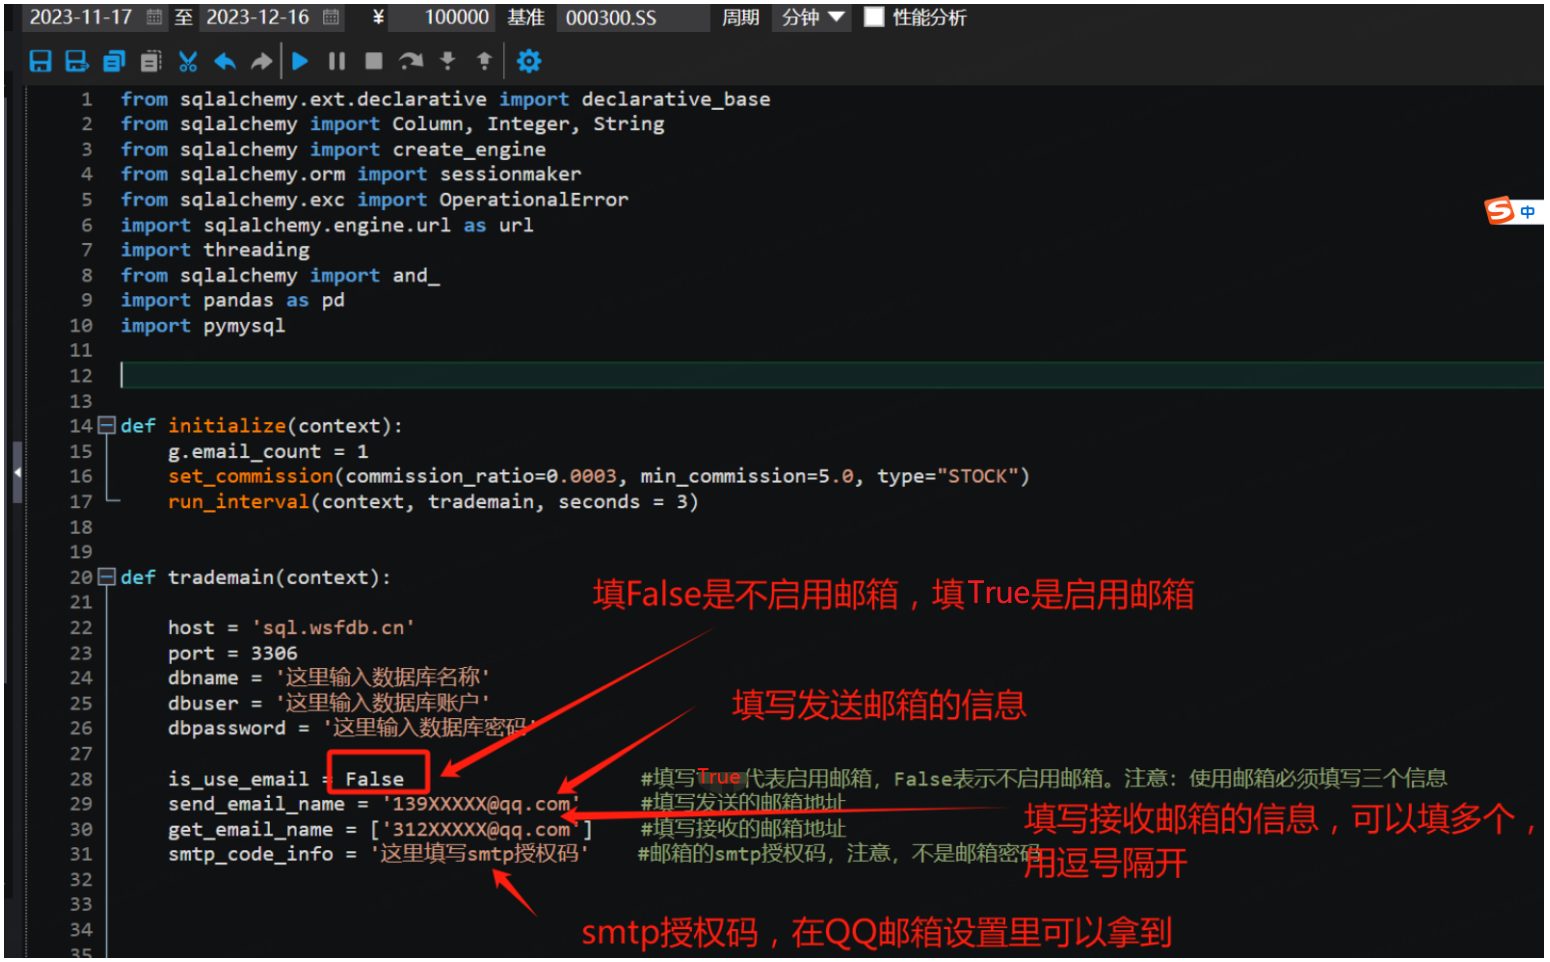 2023-11-17 至 2023-12-16 ¥ 100000 基准 000300.SS 周期 分钟 性能分析
1 from sqlalchemy.ext.declarative import declarative_base
2 from sqlalchemy import Column, Integer, String
3 from sqlalchemy import create_engine
4 from sqlalchemy.orm import sessionmaker
5 from sqlalchemy.exc import OperationalError
6 import sqlalchemy.engine.url as url
7 import threading
8 from sqlalchemy import and_
9 import pandas as pd
10 import pymysql
11
12
13
14 def initialize(context):
15 g.email_count = 1
16 set_commission(commission_ratio=0.0003, min_commission=5.0, type="STOCK")
17 run_interval(context, trademain, seconds = 3)
18
19
20 def trademain(context):
填False是不启用邮箱，填True是启用邮箱
21
22 host = 'sql.wsfdb.cn'
23 port = 3306
24 dbname = '这里输入数据库名称'
25 dbuser = '这里输入数据库账户'
填写发送邮箱的信息
26 dbpassword = '这里输入数据库密码'
27
28 is_use_email = False #填写True代表启用邮箱，False表示不启用邮箱。注意：使用邮箱必须填写三个信息
29 send_email_name = '139XXXXX@qq.com' #填写发送的邮箱地址
填写接收邮箱的信息，可以填多个，
30 get_email_name = ['312XXXXX@qq.com'] #填写接收的邮箱地址
31 smtp_code_info = '这里填写smtp授权码' #邮箱的smtp授权码，注意，不是邮箱密码
用逗号隔开
32
33
34
smtp授权码，在QQ邮箱设置里可以拿到
35
S 中